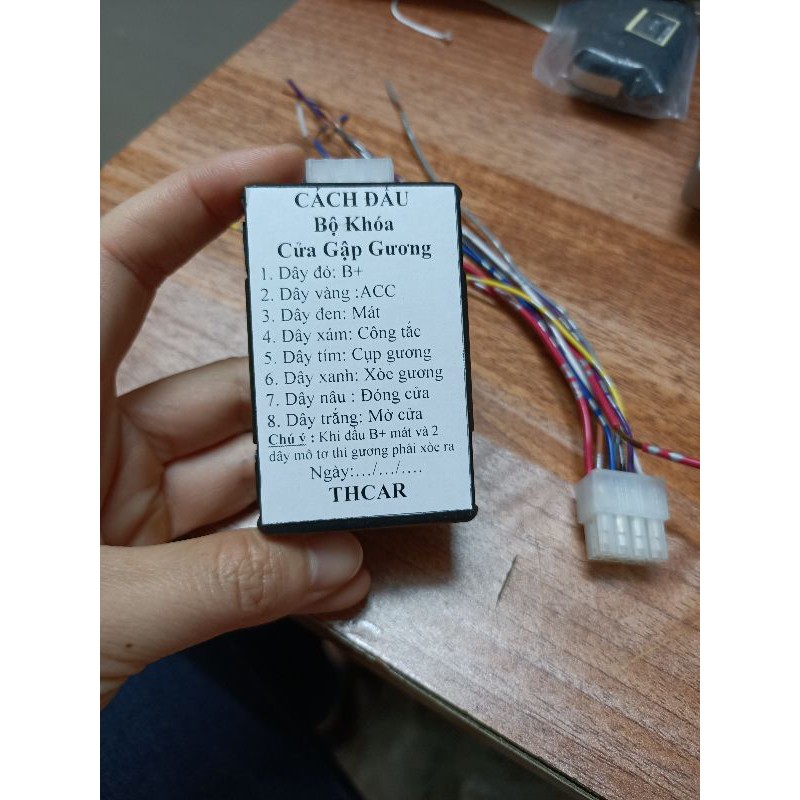 CÁCH ĐẤU
Bộ Khóa
Cửa Gập Gương
1. Dây đỏ: B+
2. Dây vàng :ACC
3. Dây đen: Mát
4. Dây xám: Công tắc
5. Dây tím: Cụp gương
6. Dây xanh: Xòe gương
7. Dây nâu : Đóng cửa
8. Dây trắng: Mở cửa
Chú ý : Khi đấu B+ mát và 2
dây mô tơ thì gương phải xòe ra
Ngày:.../.../....
THCAR